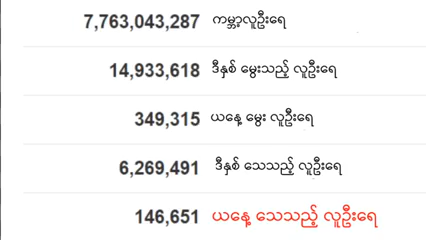 7,763,043,287 ကမ္ဘာ့လူဦးရေ
14,933,618 ဒီနှစ် မွေးသည့် လူဦးရေ
349,315 ယနေ့ မွေး လူဦးရေ
6,269,491 ဒီနှစ် သေသည့် လူဦးရေ
146,651 ယနေ့ သေသည့် လူဦးရေ